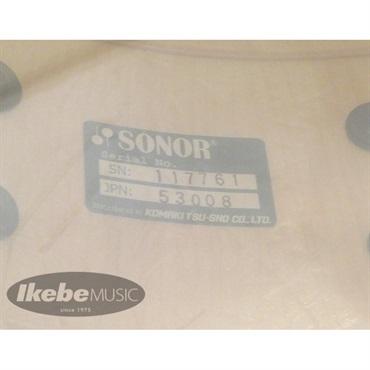 SONOR®
Serial No.
SN: 117761
JPN: 53008
KOMAKI TSU-SHO CO.,LTD.
Ikebe MUSIC
since 1975